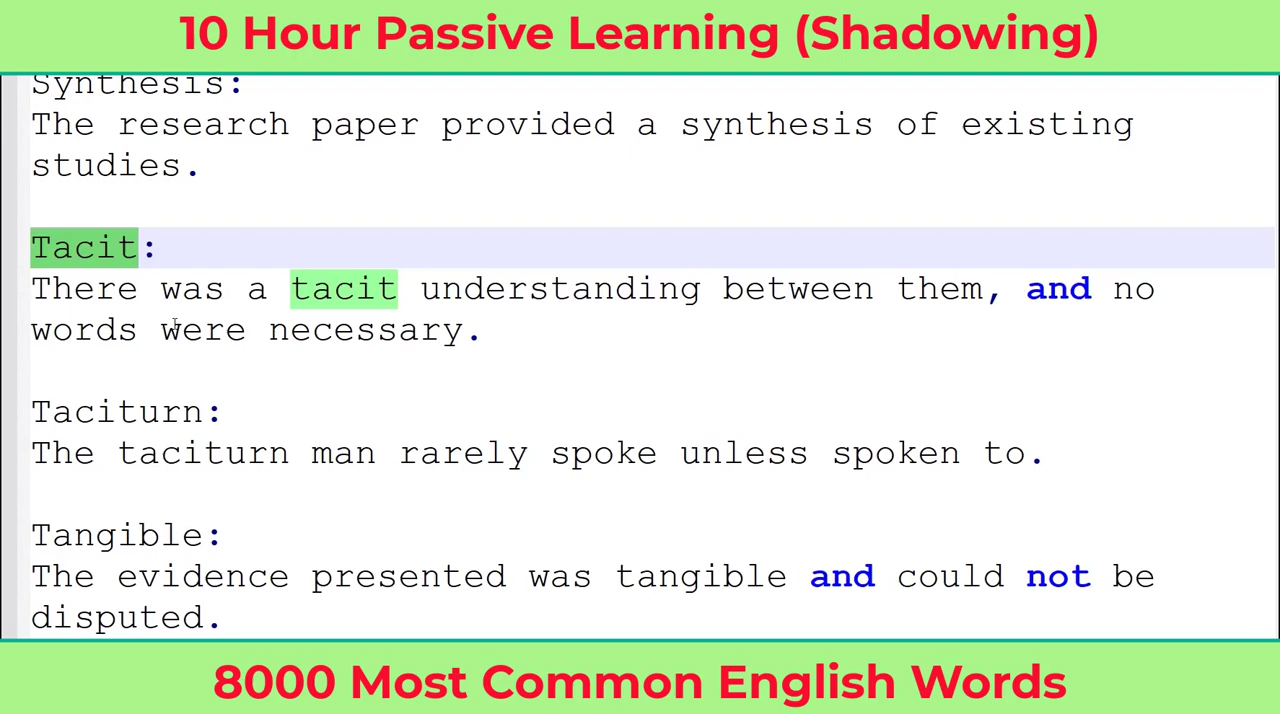 10 Hour Passive Learning (Shadowing)
Synthesis:
The research paper provided a synthesis of existing
studies.
Tacit:
There was a tacit understanding between them, and no
words were necessary.
Taciturn:
The taciturn man rarely spoke unless spoken to.
Tangible:
The evidence presented was tangible and could not be
disputed.
8000 Most Common English Words